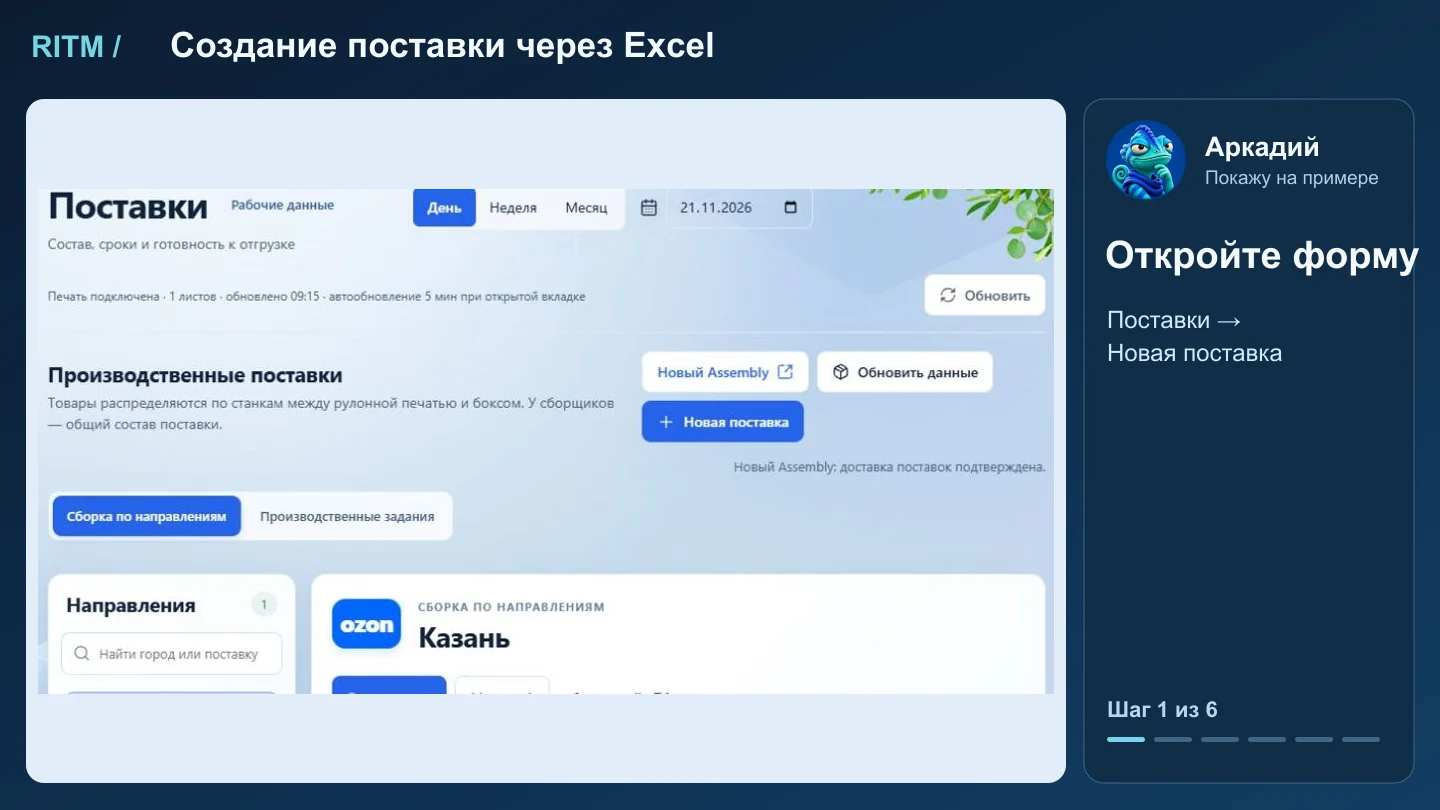 RITM / Создание поставки через Excel
Поставки Рабочие данные День Неделя Месяц 21.11.2026
Состав, сроки и готовность к отгрузке
Печать подключена · 1 листов · обновлено 09:15 · автообновление 5 мин при открытой вкладке Обновить
Производственные поставки
Товары распределяются по станкам между рулонной печатью и боксом. У сборщиков
— общий состав поставки.
Новый Assembly Обновить данные
+ Новая поставка
Новый Assembly: доставка поставок подтверждена.
Сборка по направлениям Производственные задания
Направления 1
Найти город или поставку
ozon
СБОРКА ПО НАПРАВЛЕНИЯМ
Казань
Аркадий
Покажу на примере
Откройте форму
Поставки →
Новая поставка
Шаг 1 из 6